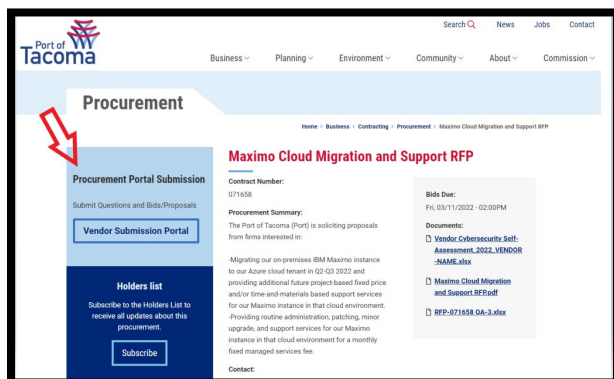 Search News Jobs Contact
Port of
Tacoma
Business Planning Environment Community About Commission
Procurement
Home > Business > Contracting > Procurement > Maximo Cloud Migration and Support RFP
Procurement Portal Submission
Submit Questions and Bids/Proposals
Vendor Submission Portal
Holders list
Subscribe to the Holders List to
receive all updates about this
procurement.
Subscribe
Maximo Cloud Migration and Support RFP
Contract Number:
071658
Procurement Summary:
The Port of Tacoma (Port) is soliciting proposals
from firms interested in:
-Migrating our on-premises IBM Maximo instance
to our Azure cloud tenant in Q2-Q3 2022 and
providing additional future project-based fixed price
and/or time-and-materials based support services
for our Maximo instance in that cloud environment.
-Providing routine administration, patching, minor
upgrade, and support services for our Maximo
instance in that cloud environment for a monthly
fixed managed services fee.
Contact:
Bids Due:
Fri, 03/11/2022 - 02:00PM
Documents:
Vendor Cybersecurity Self-
Assessment_2022_VENDOR
-NAME.xlsx
Maximo Cloud Migration
and Support RFP.pdf
RFP-071658 QA-3.xlsx